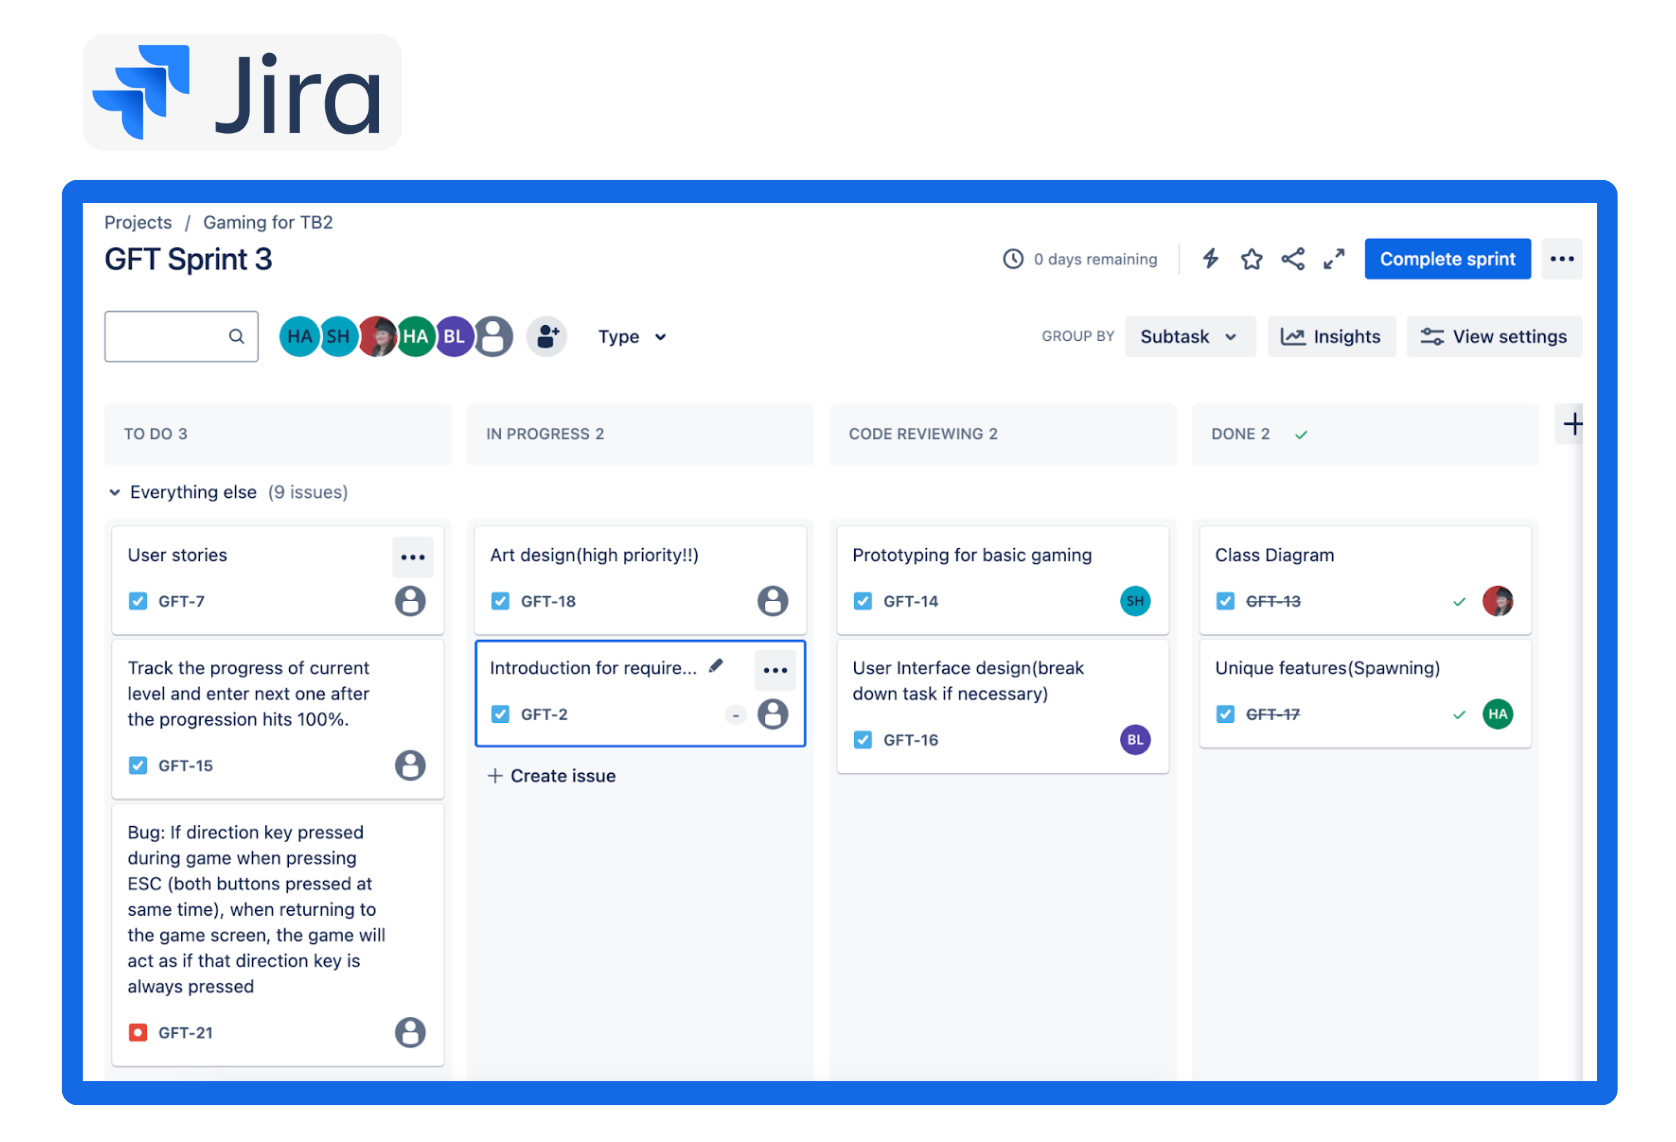 Jira
Projects / Gaming for TB2
GFT Sprint 3
0 days remaining
Complete sprint
HA SH HA BL
Type
GROUP BY
Subtask
Insights
View settings
TO DO 3
IN PROGRESS 2
CODE REVIEWING 2
DONE 2
Everything else (9 issues)
User stories
GFT-7
Track the progress of current
level and enter next one after
the progression hits 100%.
GFT-15
Bug: If direction key pressed
during game when pressing
ESC (both buttons pressed at
same time), when returning to
the game screen, the game will
act as if that direction key is
always pressed
GFT-21
Art design(high priority!!)
GFT-18
Introduction for require...
GFT-2
-
+ Create issue
Prototyping for basic gaming
GFT-14
SH
User Interface design(break
down task if necessary)
GFT-16
BL
Class Diagram
GFT-13
Unique features(Spawning)
GFT-17
HA